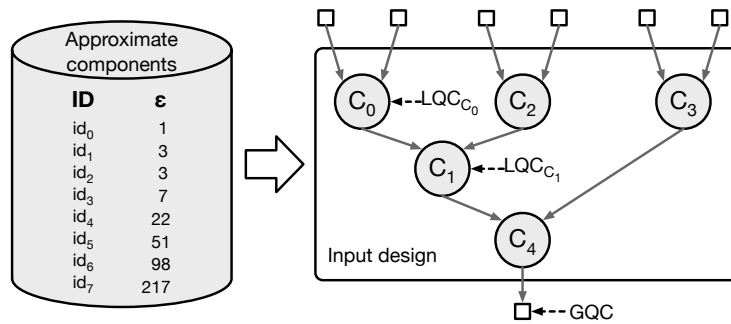 Approximate
components
ID ε
id0 1
id1 3
id2 3
id3 7
id4 22
id5 51
id6 98
id7 217
C0
LQCC0
C2
C3
C1
LQCC1
C4
Input design
GQC